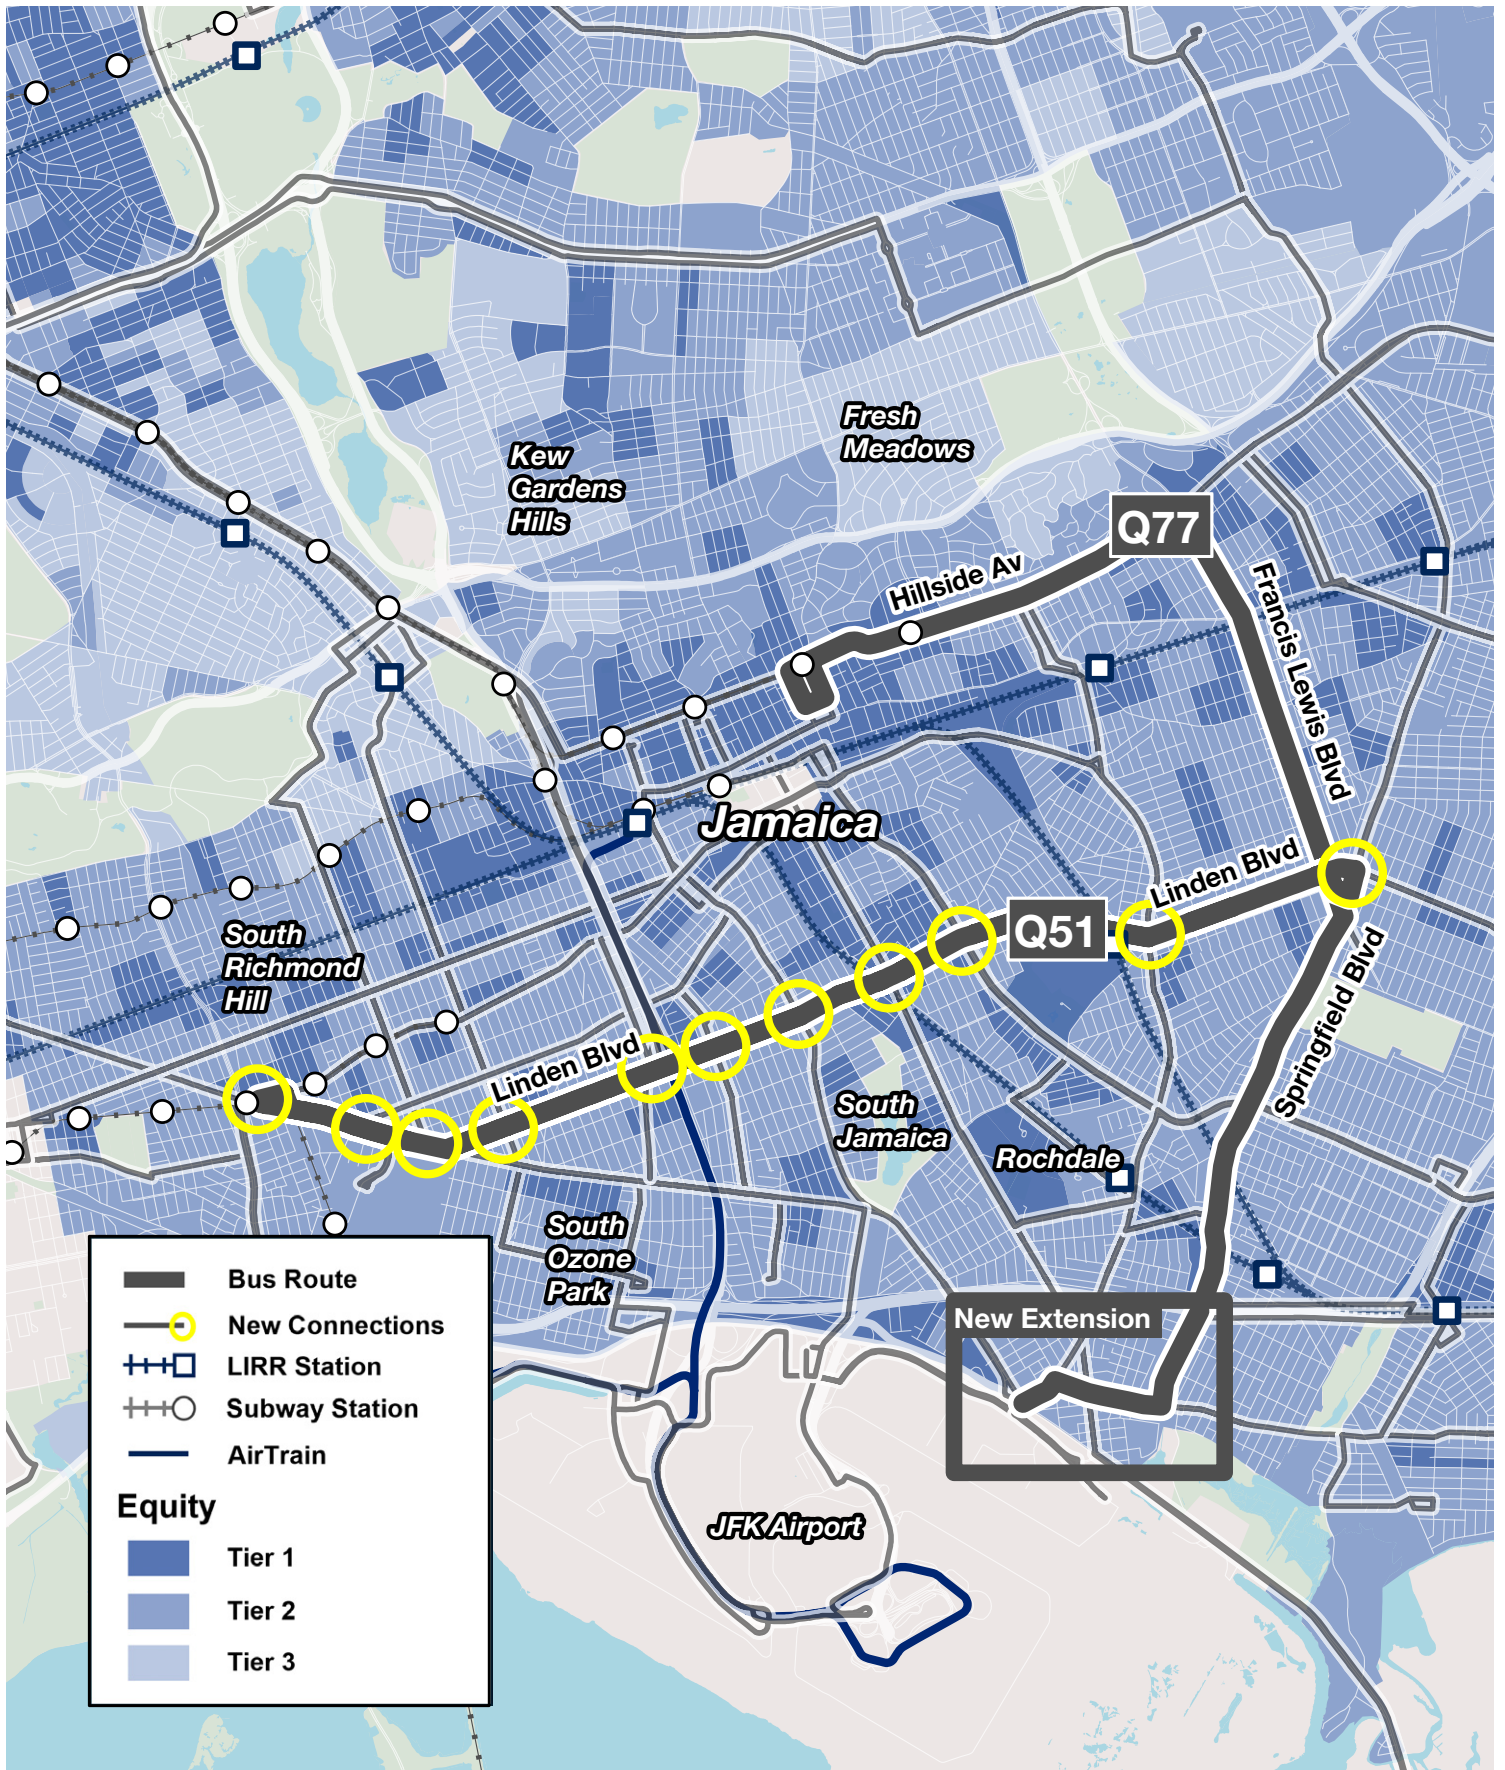 Fresh
Meadows
Kew
Gardens
Hills
Q77
Hillside Av
Francis Lewis Blvd
Jamaica
Linden Blvd
Q51
South
Richmond
Hill
Springfield Blvd
Linden Blvd
South
Jamaica
Rochdale
South
Ozone
Park
New Extension
JFK Airport
Bus Route
New Connections
LIRR Station
Subway Station
AirTrain
Equity
Tier 1
Tier 2
Tier 3